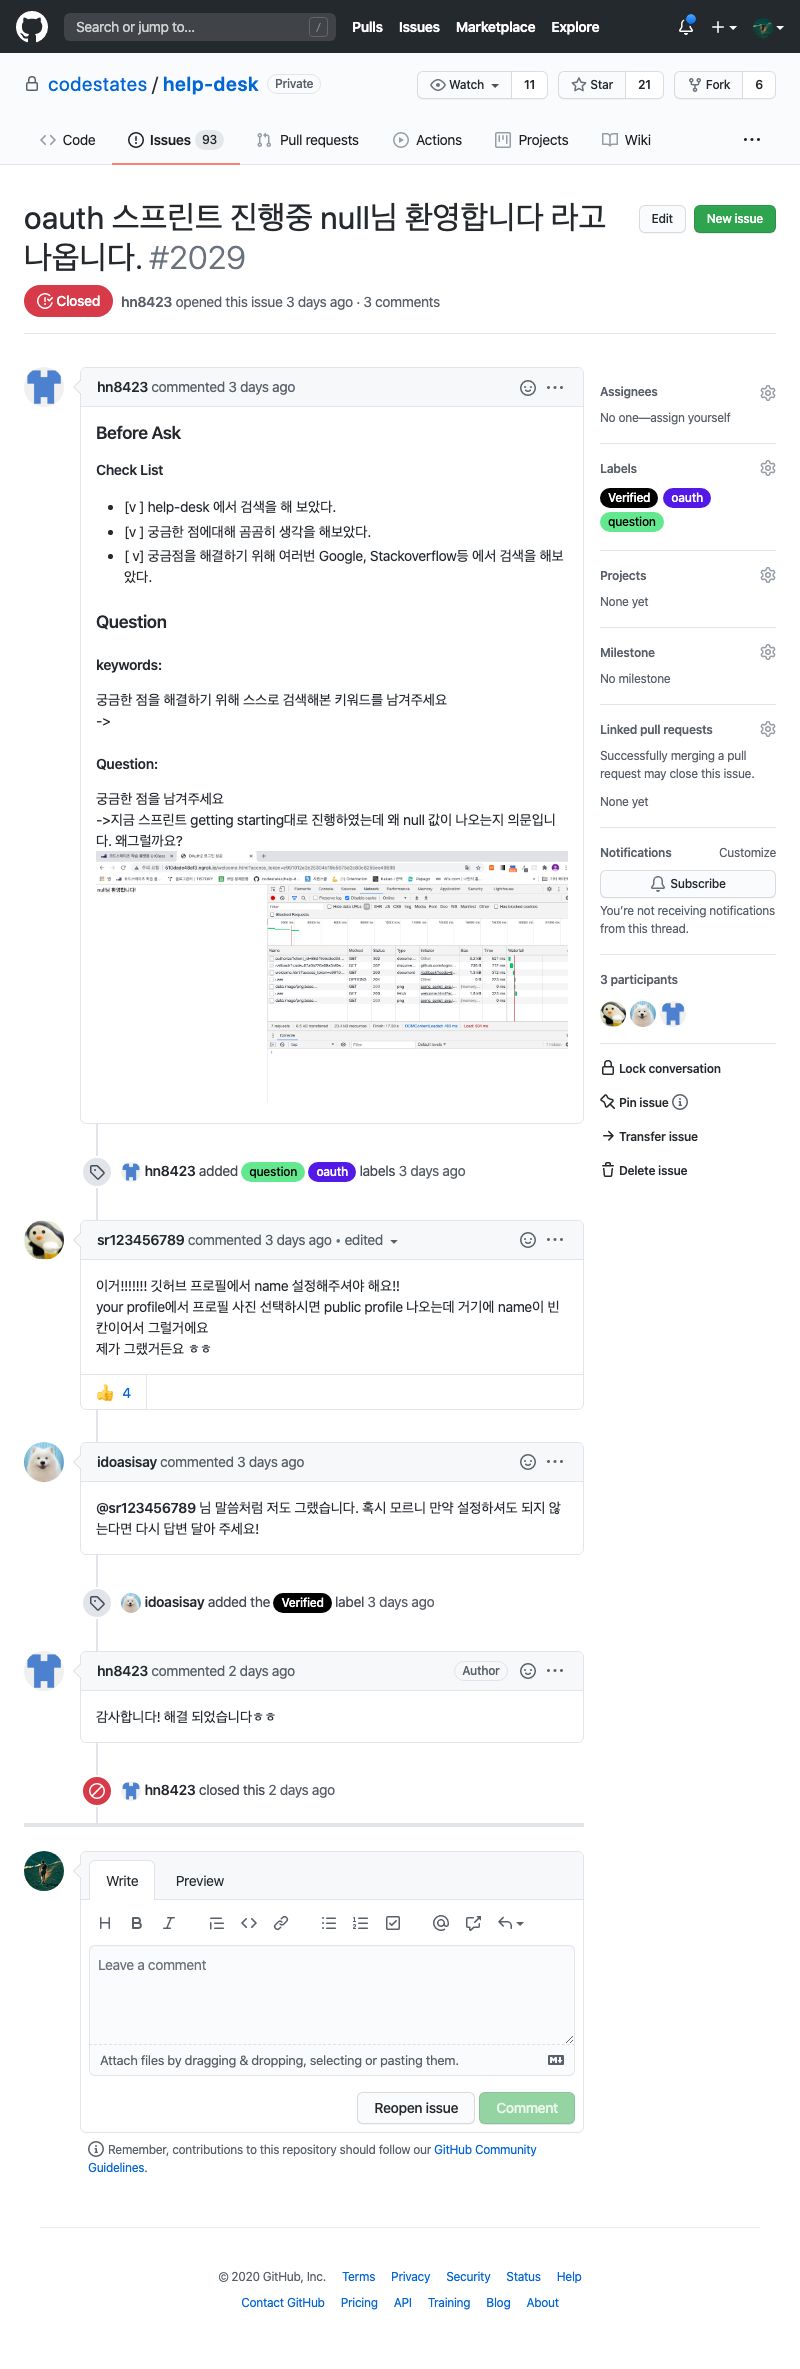 Search or jump to... /
Pulls Issues Marketplace Explore
codestates / help-desk Private
Watch 11 Star 21 Fork 6
Code Issues 93 Pull requests Actions Projects Wiki
oauth 스프린트 진행중 null님 환영합니다 라고
나옵니다. #2029
Edit New issue
Closed hn8423 opened this issue 3 days ago · 3 comments
hn8423 commented 3 days ago
Before Ask
Check List
[v ] help-desk 에서 검색을 해 보았다.
[v ] 궁금한 점에대해 곰곰히 생각을 해보았다.
[ v] 궁금점을 해결하기 위해 여러번 Google, Stackoverflow등 에서 검색을 해보
았다.
Question
keywords:
궁금한 점을 해결하기 위해 스스로 검색해본 키워드를 남겨주세요
->
Question:
궁금한 점을 남겨주세요
->지금 스프린트 getting starting대로 진행하였는데 왜 null 값이 나오는지 의문입니
다. 왜그럴까요?
null님 환영합니다!
Assignees
No one—assign yourself
Labels
Verified oauth
question
Projects
None yet
Milestone
No milestone
Linked pull requests
Successfully merging a pull
request may close this issue.
None yet
Notifications Customize
Subscribe
You're not receiving notifications
from this thread.
3 participants
Lock conversation
Pin issue
Transfer issue
Delete issue
hn8423 added question oauth labels 3 days ago
sr123456789 commented 3 days ago • edited
이거!!!!!!! 깃허브 프로필에서 name 설정해주셔야 해요!!
your profile에서 프로필 사진 선택하시면 public profile 나오는데 거기에 name이 빈
칸이어서 그럴거에요
제가 그랬거든요 ㅎㅎ
4
idoasisay commented 3 days ago
@sr123456789 님 말씀처럼 저도 그랬습니다. 혹시 모르니 만약 설정하셔도 되지 않
는다면 다시 답변 달아 주세요!
idoasisay added the Verified label 3 days ago
hn8423 commented 2 days ago Author
감사합니다! 해결 되었습니다ㅎㅎ
hn8423 closed this 2 days ago
Write Preview
H B I
Leave a comment
Attach files by dragging & dropping, selecting or pasting them.
Reopen issue Comment
Remember, contributions to this repository should follow our GitHub Community
Guidelines.
© 2020 GitHub, Inc. Terms Privacy Security Status Help
Contact GitHub Pricing API Training Blog About